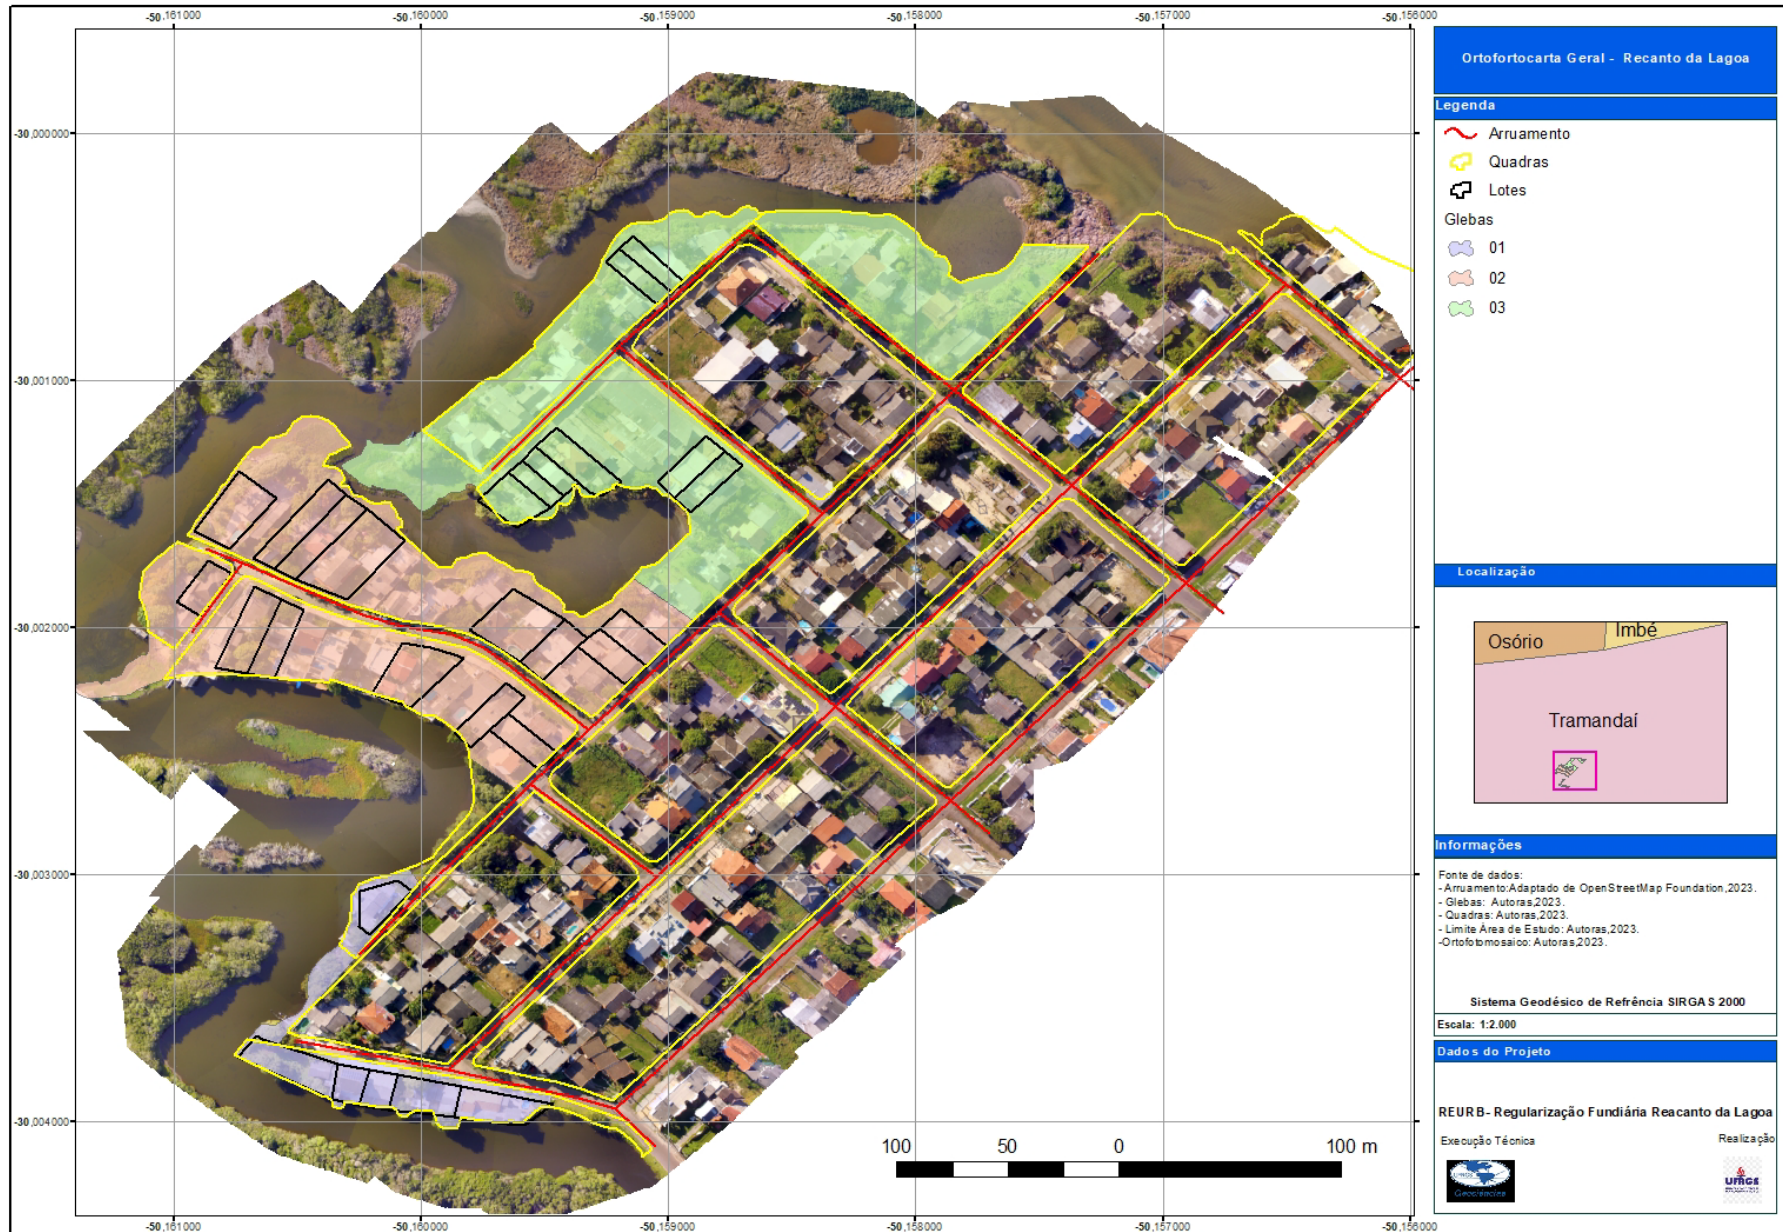 -50,161000 -50,160000 -50,159000 -50,158000 -50,157000 -50,156000
-30,000000
-30,001000
-30,002000
-30,003000
-30,004000
100 50 0 100 m
-50,161000 -50,160000 -50,159000 -50,158000 -50,157000 -50,156000
Ortofortocarta Geral - Recanto da Lagoa
Legenda
Arruamento
Quadras
Lotes
Glebas
01
02
03
Localização
Osório
Imbé
Tramandaí
Informações
Fonte de dados:
- Arruamento:Adaptado de OpenStreetMap Foundation,2023.
- Glebas: Autoras,2023.
- Quadras: Autoras,2023.
- Limite Área de Estudo: Autoras,2023.
-Ortofotomosaico: Autoras,2023.
Sistema Geodésico de Refrência SIRGAS 2000
Escala: 1:2.000
Dados do Projeto
REURB- Regularização Fundiária Reacanto da Lagoa
Execução Técnica
Realização
UFRGS
Geociências
UFRGS